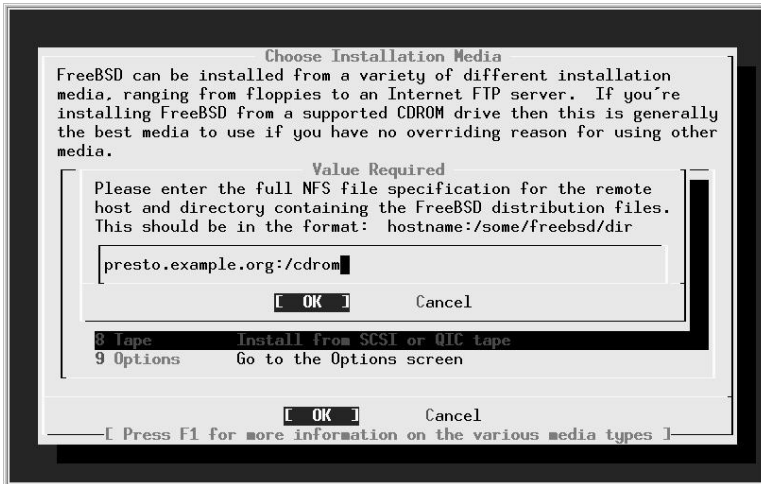 Choose Installation Media
FreeBSD can be installed from a variety of different installation
media, ranging from floppies to an Internet FTP server.  If you're
installing FreeBSD from a supported CDROM drive then this is generally
the best media to use if you have no overriding reason for using other
media.
Value Required
Please enter the full NFS file specification for the remote
host and directory containing the FreeBSD distribution files.
This should be in the format:  hostname:/some/freebsd/dir
presto.example.org:/cdrom
[ OK ] Cancel
8 Tape Install from SCSI or QIC tape
9 Options Go to the Options screen
[ OK ] Cancel
[ Press F1 for more information on the various media types ]